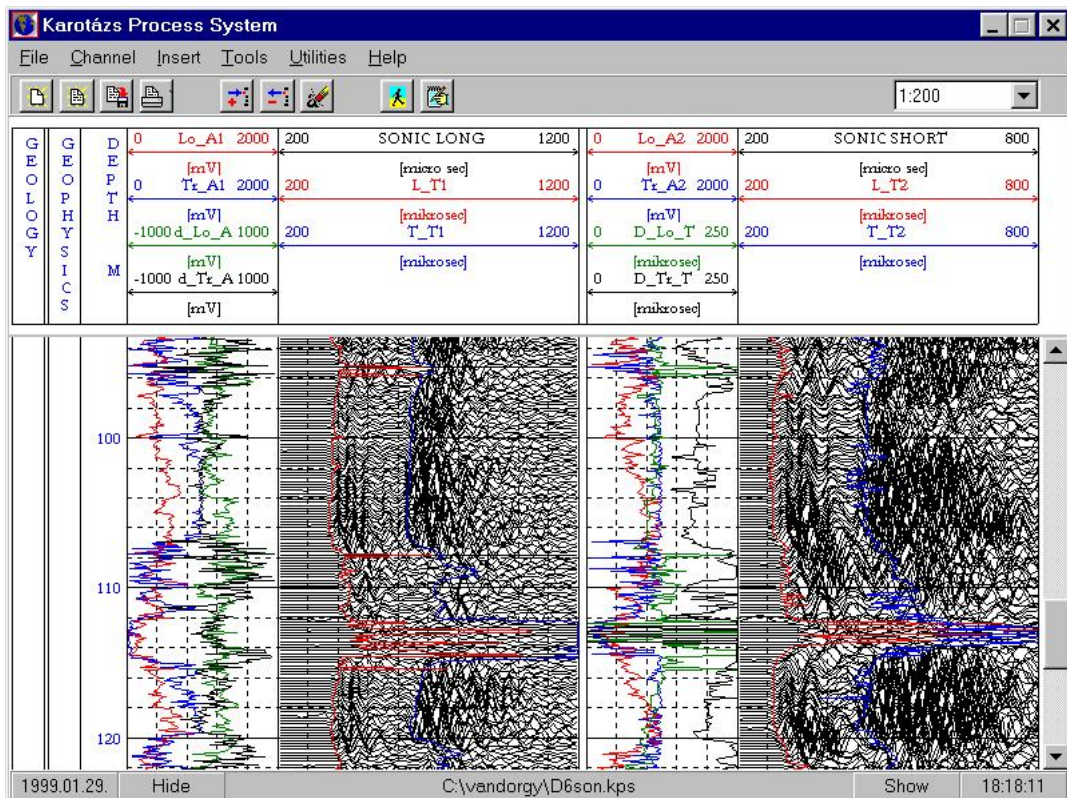 Karotázs Process System
File Channel Insert Tools Utilities Help
1:200
GEOLOGY
GEOPHYSICS
DEPTH M
0 Lo_A1 2000
[mV]
0 Tr_A1 2000
[mV]
-1000 d_Lo_A 1000
[mV]
-1000 d_Tr_A 1000
[mV]
200 SONIC LONG 1200
[micro sec]
200 L_T1 1200
[mikrosec]
200 T_T1 1200
[mikrosec]
0 Lo_A2 2000
[mV]
0 Tr_A2 2000
[mV]
0 D_Lo_T 250
[mikrosec]
0 D_Tr_T 250
[mikrosec]
200 SONIC SHORT 800
[micro sec]
200 L_T2 800
[mikrosec]
200 T_T2 800
[mikrosec]
100
110
120
1999.01.29. Hide C:\vandorgy\D6son.kps Show 18:18:11